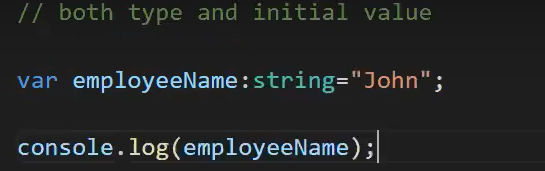 // both type and initial value
var employeeName:string="John";
console.log(employeeName);